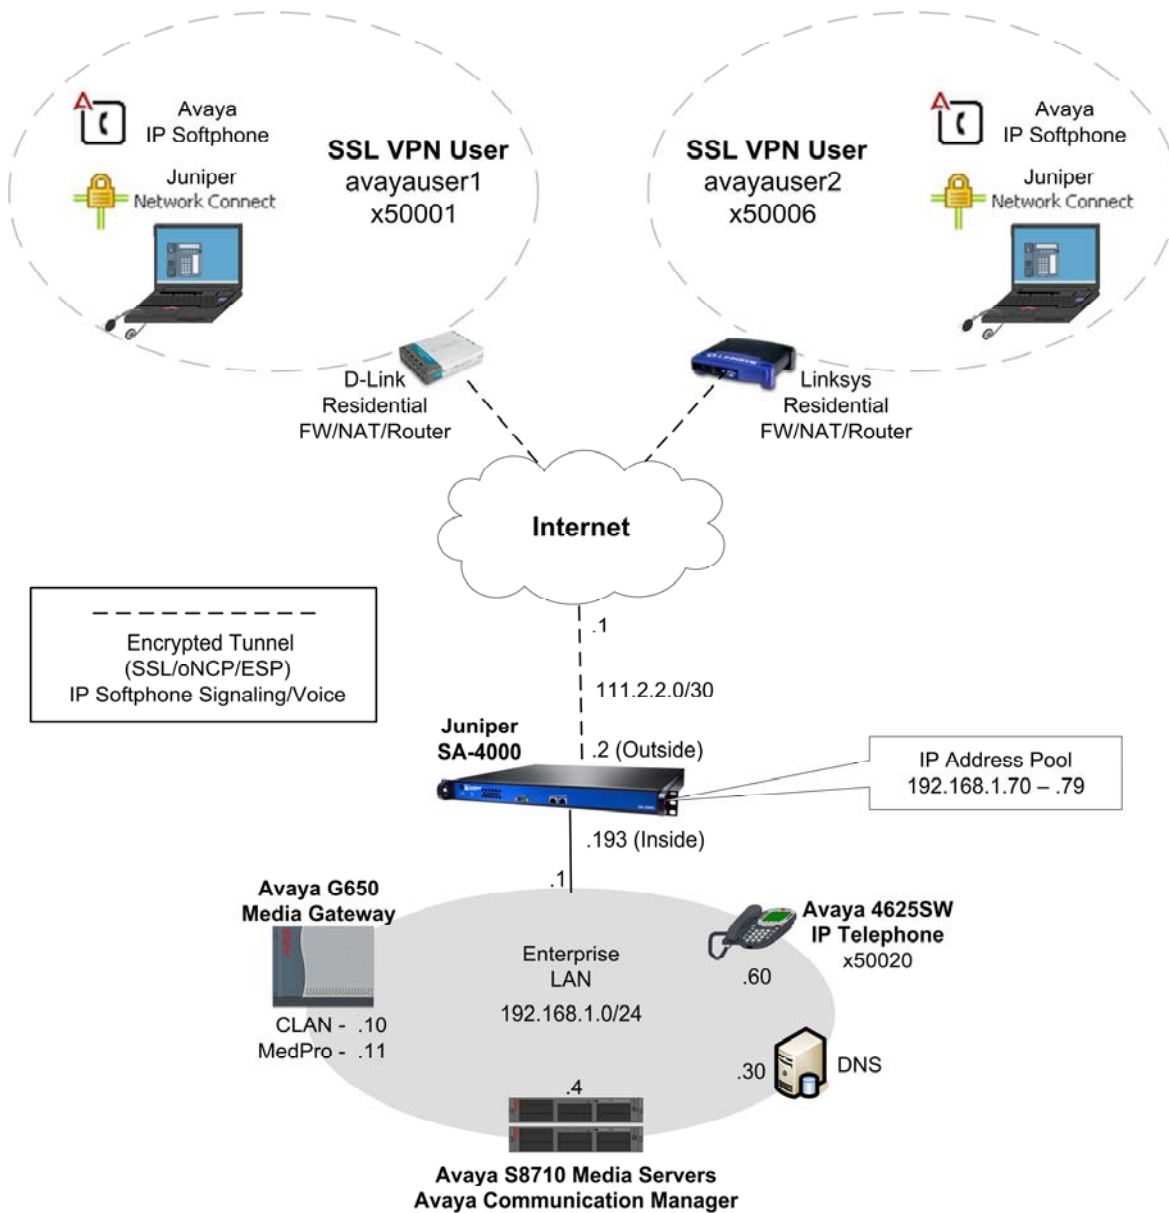 Avaya
IP Softphone
Juniper
Network Connect
SSL VPN User
avayauser1
x50001
SSL VPN User
avayauser2
x50006
Avaya
IP Softphone
Juniper
Network Connect
D-Link
Residential
FW/NAT/Router
LINKSYS
Linksys
Residential
FW/NAT/Router
Internet
Encrypted Tunnel
(SSL/oNCP/ESP)
IP Softphone Signaling/Voice
.1
111.2.2.0/30
Juniper
SA-4000
.2 (Outside)
IP Address Pool
192.168.1.70 – .79
.193 (Inside)
.1
Avaya G650
Media Gateway
CLAN - .10
MedPro - .11
Enterprise
LAN
192.168.1.0/24
Avaya 4625SW
IP Telephone
x50020
.60
.30
DNS
.4
Avaya S8710 Media Servers
Avaya Communication Manager